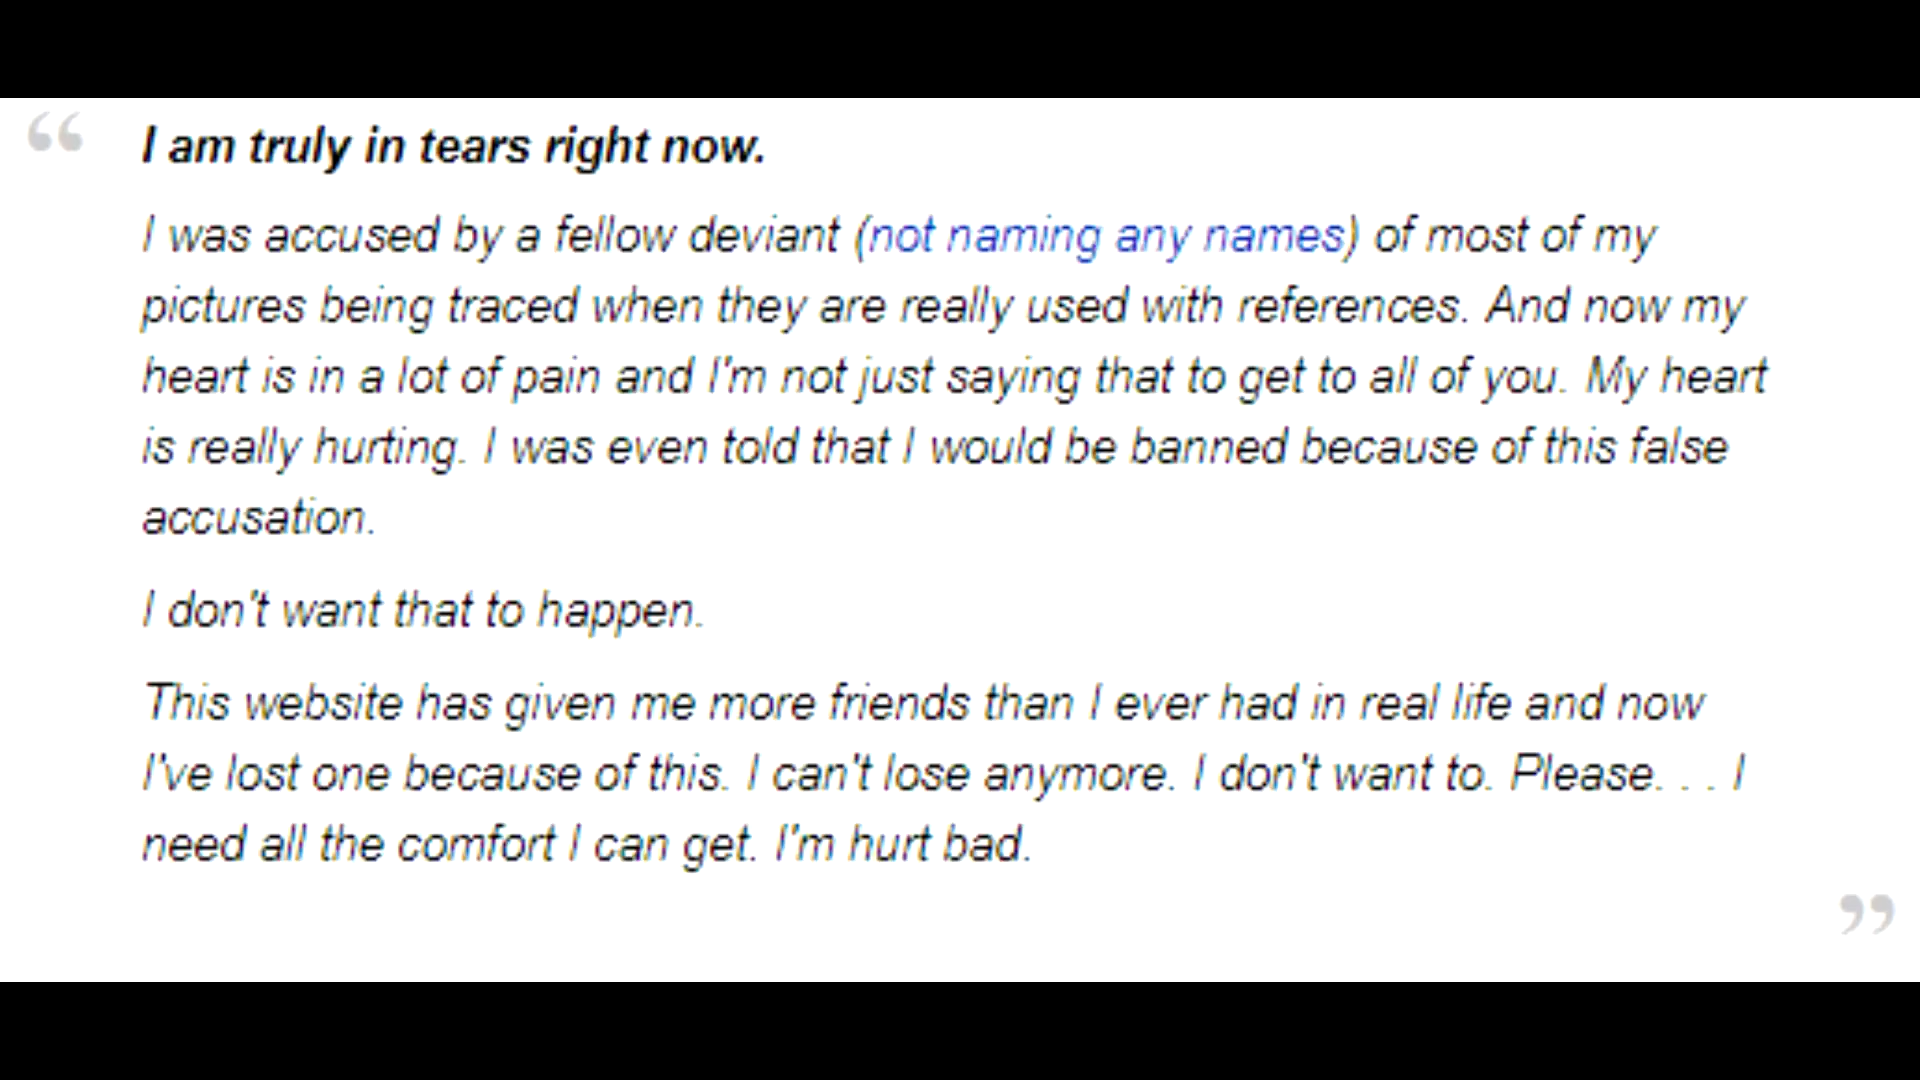 “
I am truly in tears right now.
I was accused by a fellow deviant (not naming any names) of most of my
pictures being traced when they are really used with references. And now my
heart is in a lot of pain and I'm not just saying that to get to all of you. My heart
is really hurting. I was even told that I would be banned because of this false
accusation.
I don't want that to happen.
This website has given me more friends than I ever had in real life and now
I've lost one because of this. I can't lose anymore. I don't want to. Please. . . I
need all the comfort I can get. I'm hurt bad.
”